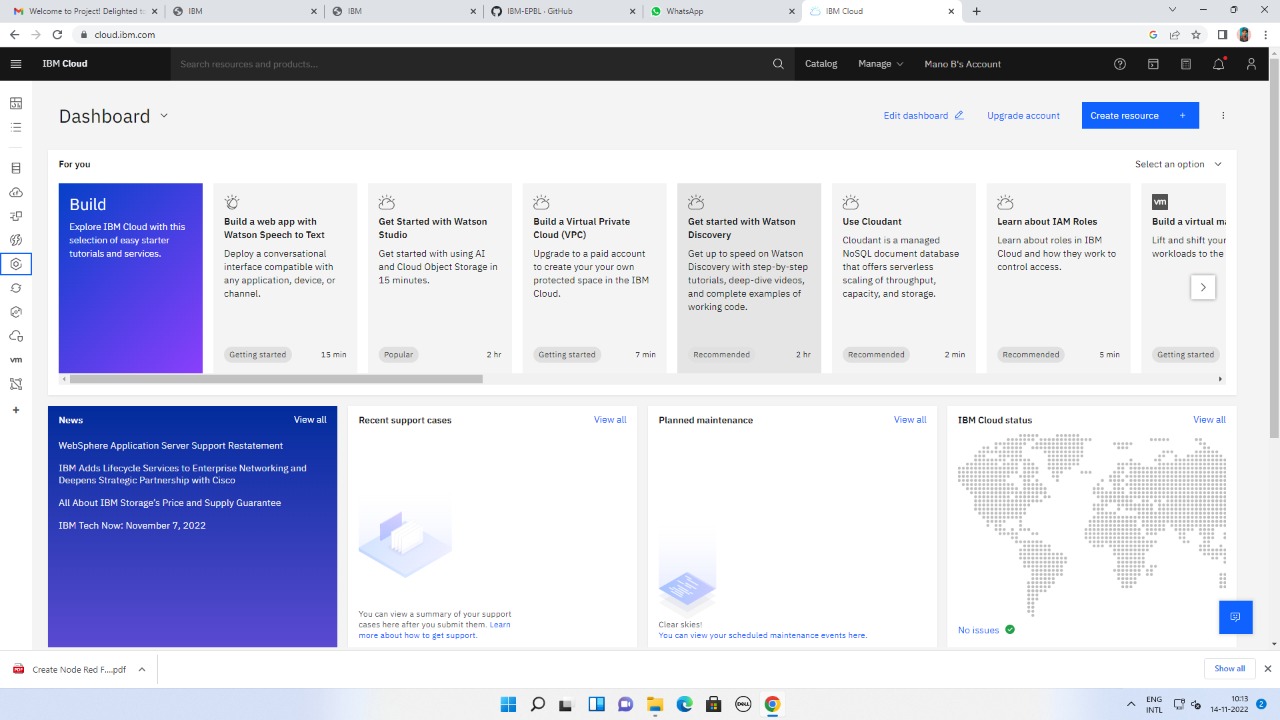 Welcome to Project! Delighted t
IBM
IBM
IBM-EPBL · GitHub
WhatsApp
IBM Cloud
cloud.ibm.com
IBM Cloud
Search resources and products...
Catalog
Manage
Mano B's Account
Dashboard
Edit dashboard
Upgrade account
Create resource +
For you
Select an option
Build
Explore IBM Cloud with this
selection of easy starter
tutorials and services.
Build a web app with
Watson Speech to Text
Deploy a conversational
interface compatible with
any application, device, or
channel.
Getting started
15 min
Get Started with Watson
Studio
Get started with using AI
and Cloud Object Storage in
15 minutes.
Popular
2 hr
Build a Virtual Private
Cloud (VPC)
Upgrade to a paid account
to create your your own
protected space in the IBM
Cloud.
Getting started
7 min
Get started with Watson
Discovery
Get up to speed on Watson
Discovery with step-by-step
tutorials, deep-dive videos,
and complete examples of
working code.
Recommended
2 hr
Use Cloudant
Cloudant is a managed
NoSQL document database
that offers serverless
scaling of throughput,
capacity, and storage.
Recommended
2 min
Learn about IAM Roles
Learn about roles in IBM
Cloud and how they work to
control access.
Recommended
5 min
vm
Build a virtual ma
Lift and shift your
workloads to the
Getting started
vm
News
View all
WebSphere Application Server Support Restatement
IBM Adds Lifecycle Services to Enterprise Networking and
Deepens Strategic Partnership with Cisco
All About IBM Storage's Price and Supply Guarantee
IBM Tech Now: November 7, 2022
Recent support cases
View all
You can view a summary of your support
cases here after you submit them. Learn
more about how to get support.
Planned maintenance
View all
Clear skies!
You can view your scheduled maintenance events here.
IBM Cloud status
View all
No issues
PDF
Create Node Red F....pdf
Show all
DELL
ENG
INTL
10:13
14-11-2022
2